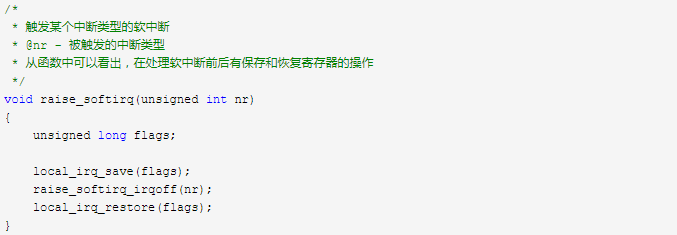 /*
 * 触发某个中断类型的软中断
 * @nr - 被触发的中断类型
 * 从函数中可以看出，在处理软中断前后有保存和恢复寄存器的操作
 */
void raise_softirq(unsigned int nr)
{
    unsigned long flags;
    local_irq_save(flags);
    raise_softirq_irqoff(nr);
    local_irq_restore(flags);
}